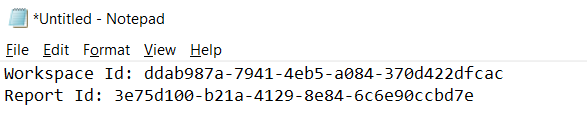 *Untitled - Notepad
File Edit Format View Help
Workspace Id: ddab987a-7941-4eb5-a084-370d422dfcac
Report Id: 3e75d100-b21a-4129-8e84-6c6e90ccbd7e